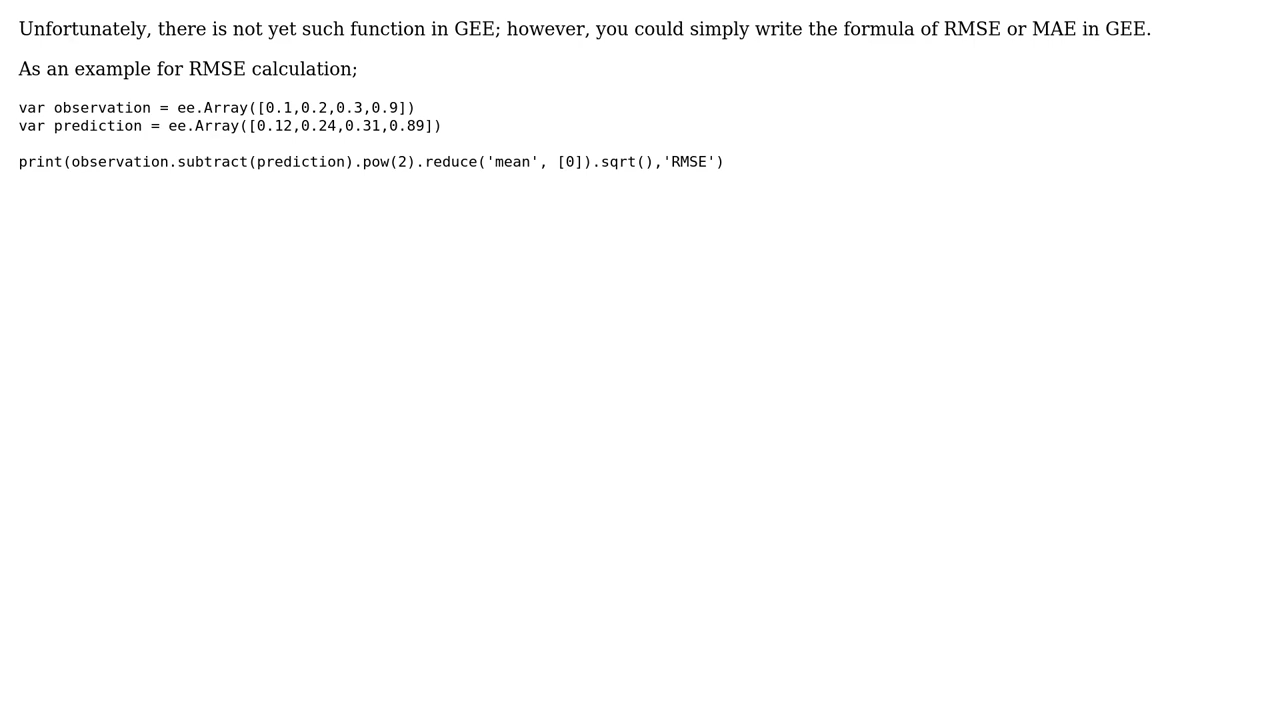 Unfortunately, there is not yet such function in GEE; however, you could simply write the formula of RMSE or MAE in GEE.
As an example for RMSE calculation;
var observation = ee.Array([0.1,0.2,0.3,0.9])
var prediction = ee.Array([0.12,0.24,0.31,0.89])
print(observation.subtract(prediction).pow(2).reduce('mean', [0]).sqrt(),'RMSE')